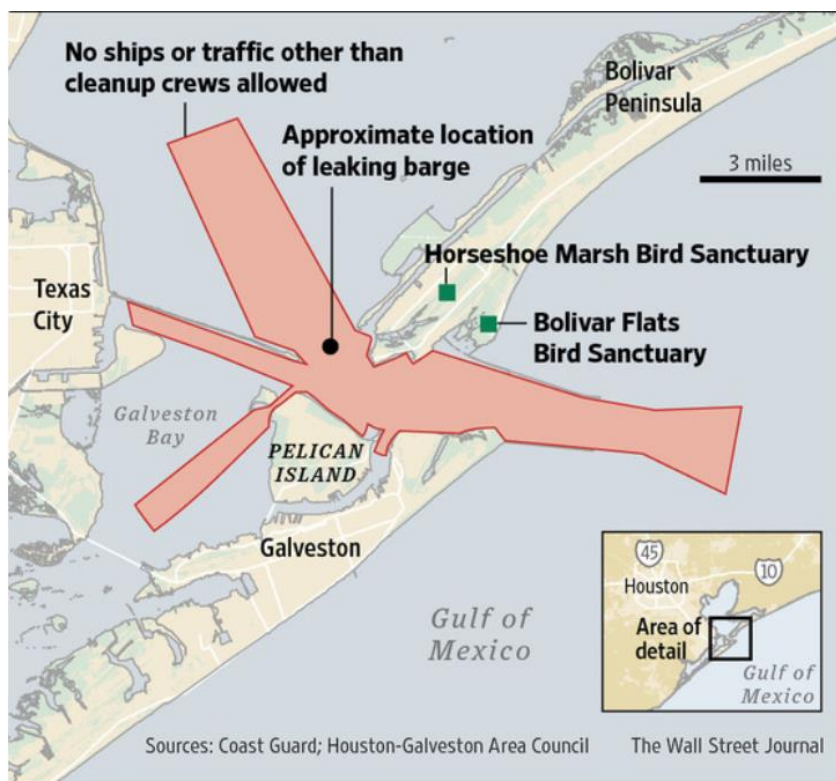 No ships or traffic other than
cleanup crews allowed
Approximate location
of leaking barge
Bolivar
Peninsula
3 miles
Horseshoe Marsh Bird Sanctuary
Texas
City
Bolivar Flats
Bird Sanctuary
Galveston
Bay
PELICAN
ISLAND
Galveston
Gulf of
Mexico
45
10
Houston
Area of
detail
Gulf of
Mexico
Sources: Coast Guard; Houston-Galveston Area Council
The Wall Street Journal